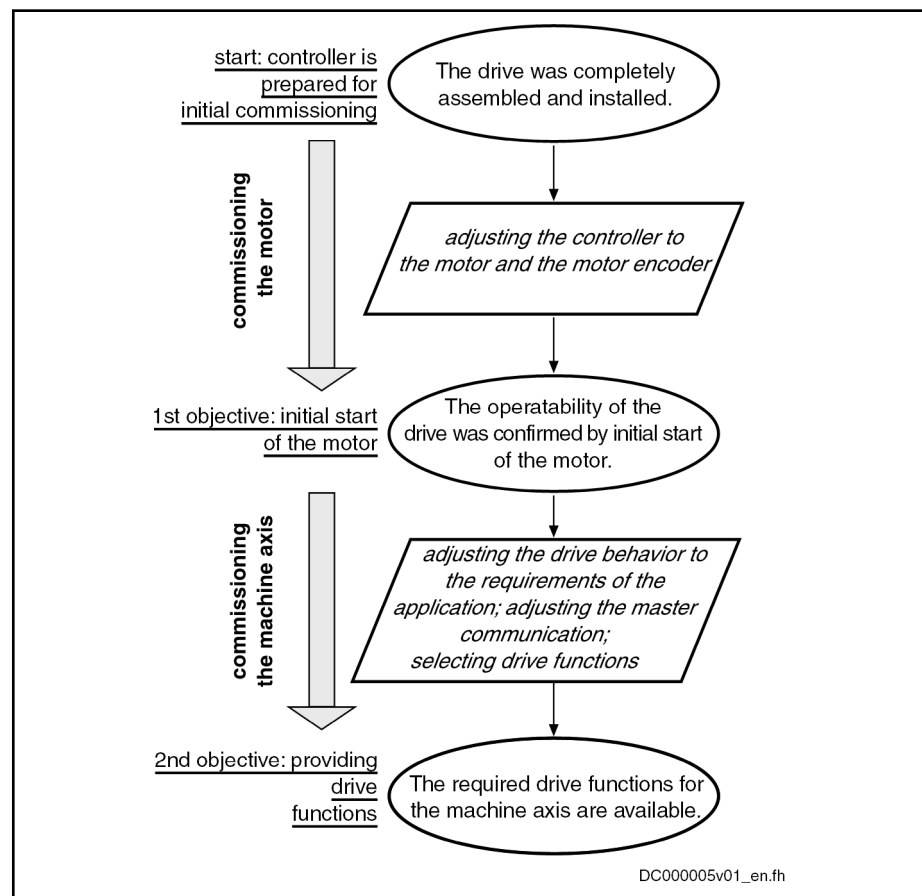 start: controller is
prepared for
initial commissioning
The drive was completely
assembled and installed.
commissioning
the motor
adjusting the controller to
the motor and the motor encoder
1st objective: initial start
of the motor
The operatability of the
drive was confirmed by initial start
of the motor.
commissioning
the machine axis
adjusting the drive behavior to
the requirements of the
application; adjusting the master
communication;
selecting drive functions
2nd objective: providing
drive
functions
The required drive functions for
the machine axis are available.
DC000005v01_en.fh